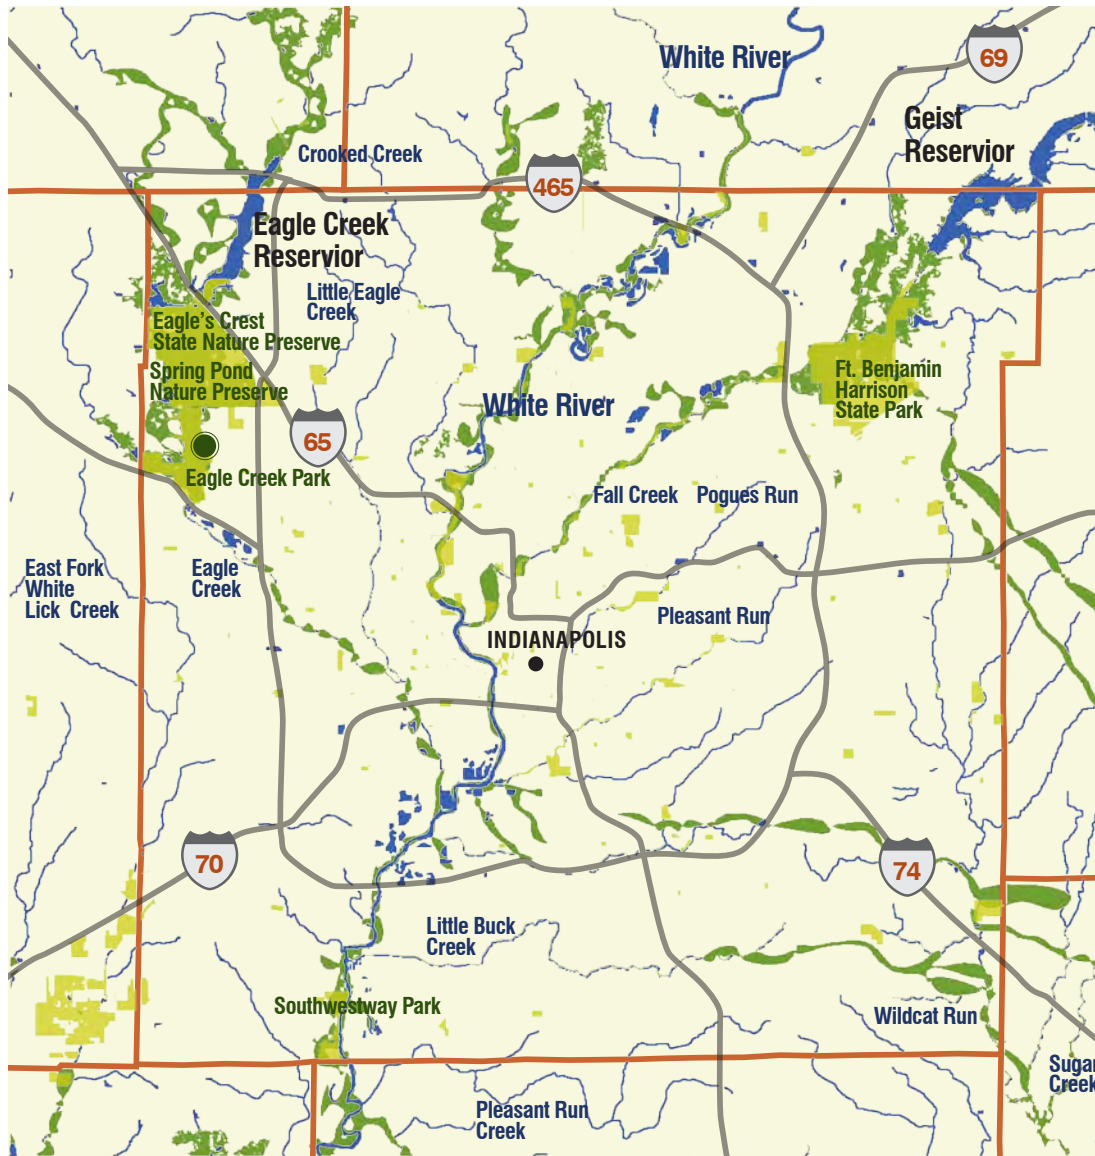 White River
69
Geist
Reservior
Crooked Creek
465
Eagle Creek
Reservior
Little Eagle
Creek
Eagle's Crest
State Nature Preserve
Spring Pond
Nature Preserve
Ft. Benjamin
Harrison
State Park
White River
65
Eagle Creek Park
Fall Creek
Pogues Run
East Fork
White
Lick Creek
Eagle
Creek
Pleasant Run
INDIANAPOLIS
70
74
Little Buck
Creek
Southwestway Park
Wildcat Run
Sugar
Creek
Pleasant Run
Creek